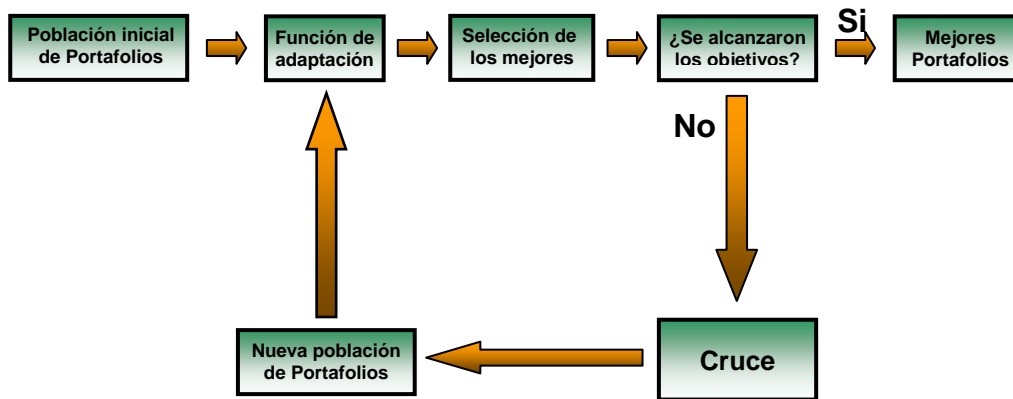 Población inicial
de Portafolios
Función de
adaptación
Selección de
los mejores
¿Se alcanzaron
los objetivos?
Si
Mejores
Portafolios
No
Cruce
Nueva población
de Portafolios